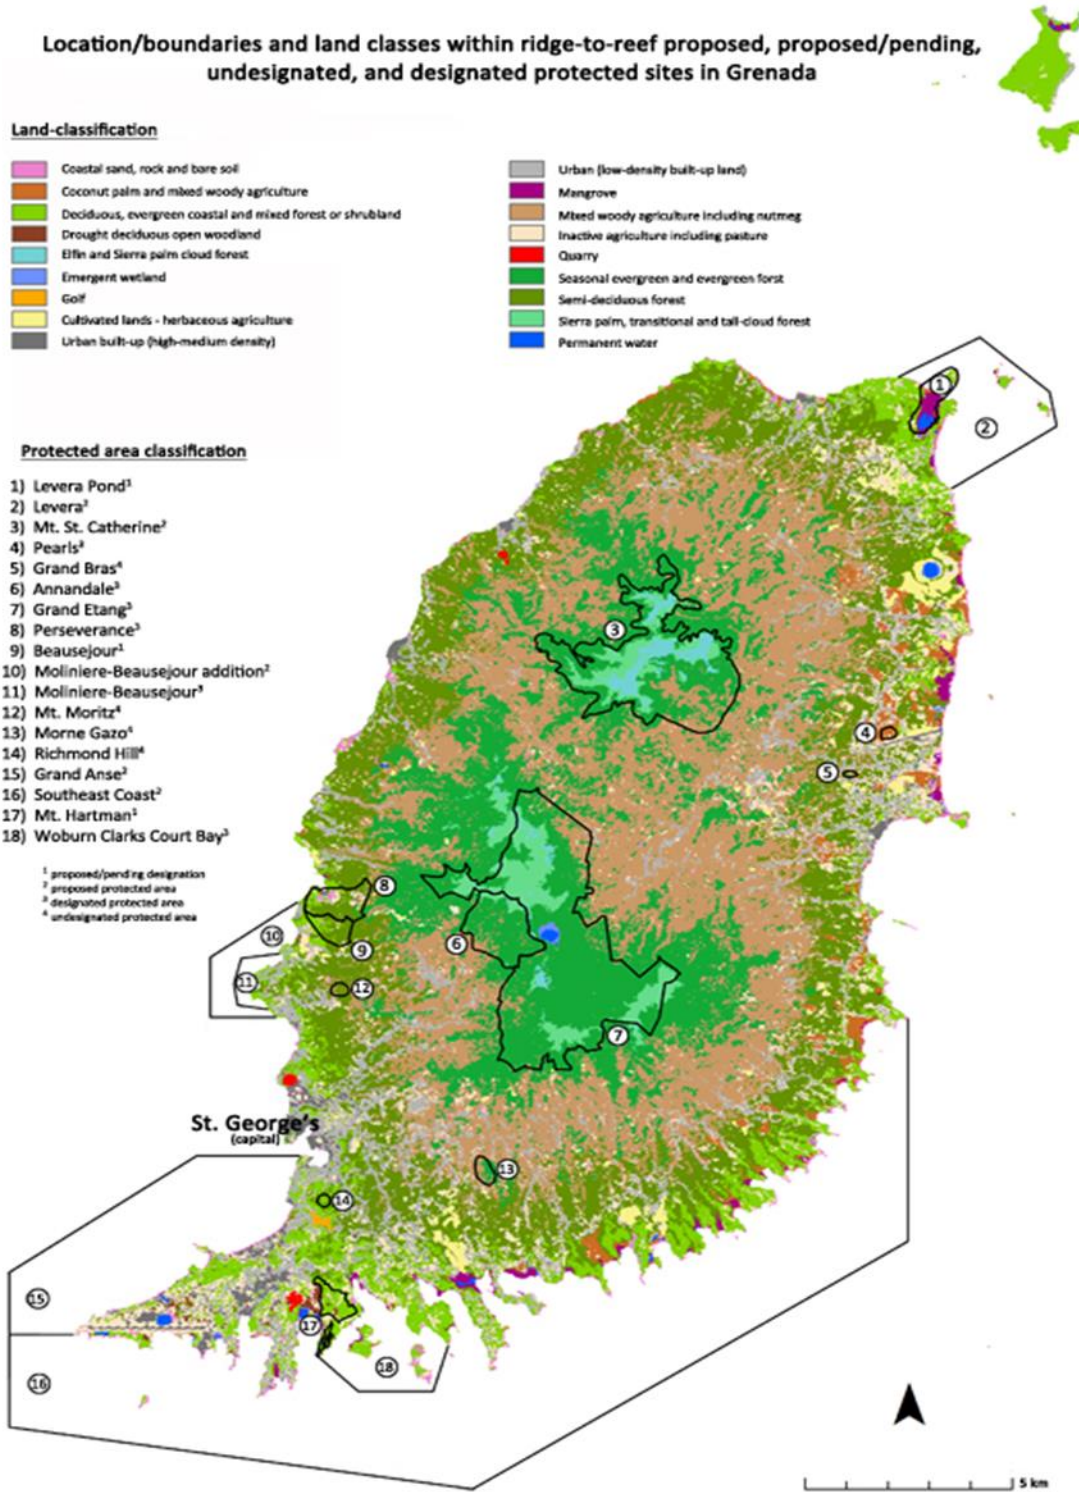 Location/boundaries and land classes within ridge-to-reef proposed, proposed/pending,
undesignated, and designated protected sites in Grenada
Land-classification
Coastal sand, rock and bare soil
Coconut palm and mixed woody agriculture
Deciduous, evergreen coastal and mixed forest or shrubland
Drought deciduous open woodland
Elfin and Sierra palm cloud forest
Emergent wetland
Golf
Cultivated lands - herbaceous agriculture
Urban built-up (high-medium density)
Urban (low-density built-up land)
Mangrove
Mixed woody agriculture including nutmeg
Inactive agriculture including pasture
Quarry
Seasonal evergreen and evergreen forst
Semi-deciduous forest
Sierra palm, transitional and tall-cloud forest
Permanent water
Protected area classification
1) Levera Pond¹
2) Levera²
3) Mt. St. Catherine²
4) Pearls³
5) Grand Bras⁴
6) Annandale³
7) Grand Etang³
8) Perseverance³
9) Beausejour¹
10) Moliniere-Beausejour addition²
11) Moliniere-Beausejour³
12) Mt. Moritz⁴
13) Morne Gazo⁴
14) Richmond Hill⁴
15) Grand Anse²
16) Southeast Coast²
17) Mt. Hartman¹
18) Woburn Clarks Court Bay³
¹ proposed/pending designation
² proposed protected area
³ designated protected area
⁴ undesignated protected area
1
2
3
4
5
8
6
10
9
11
12
7
St. George's
(capital)
13
14
15
17
18
16
5 km